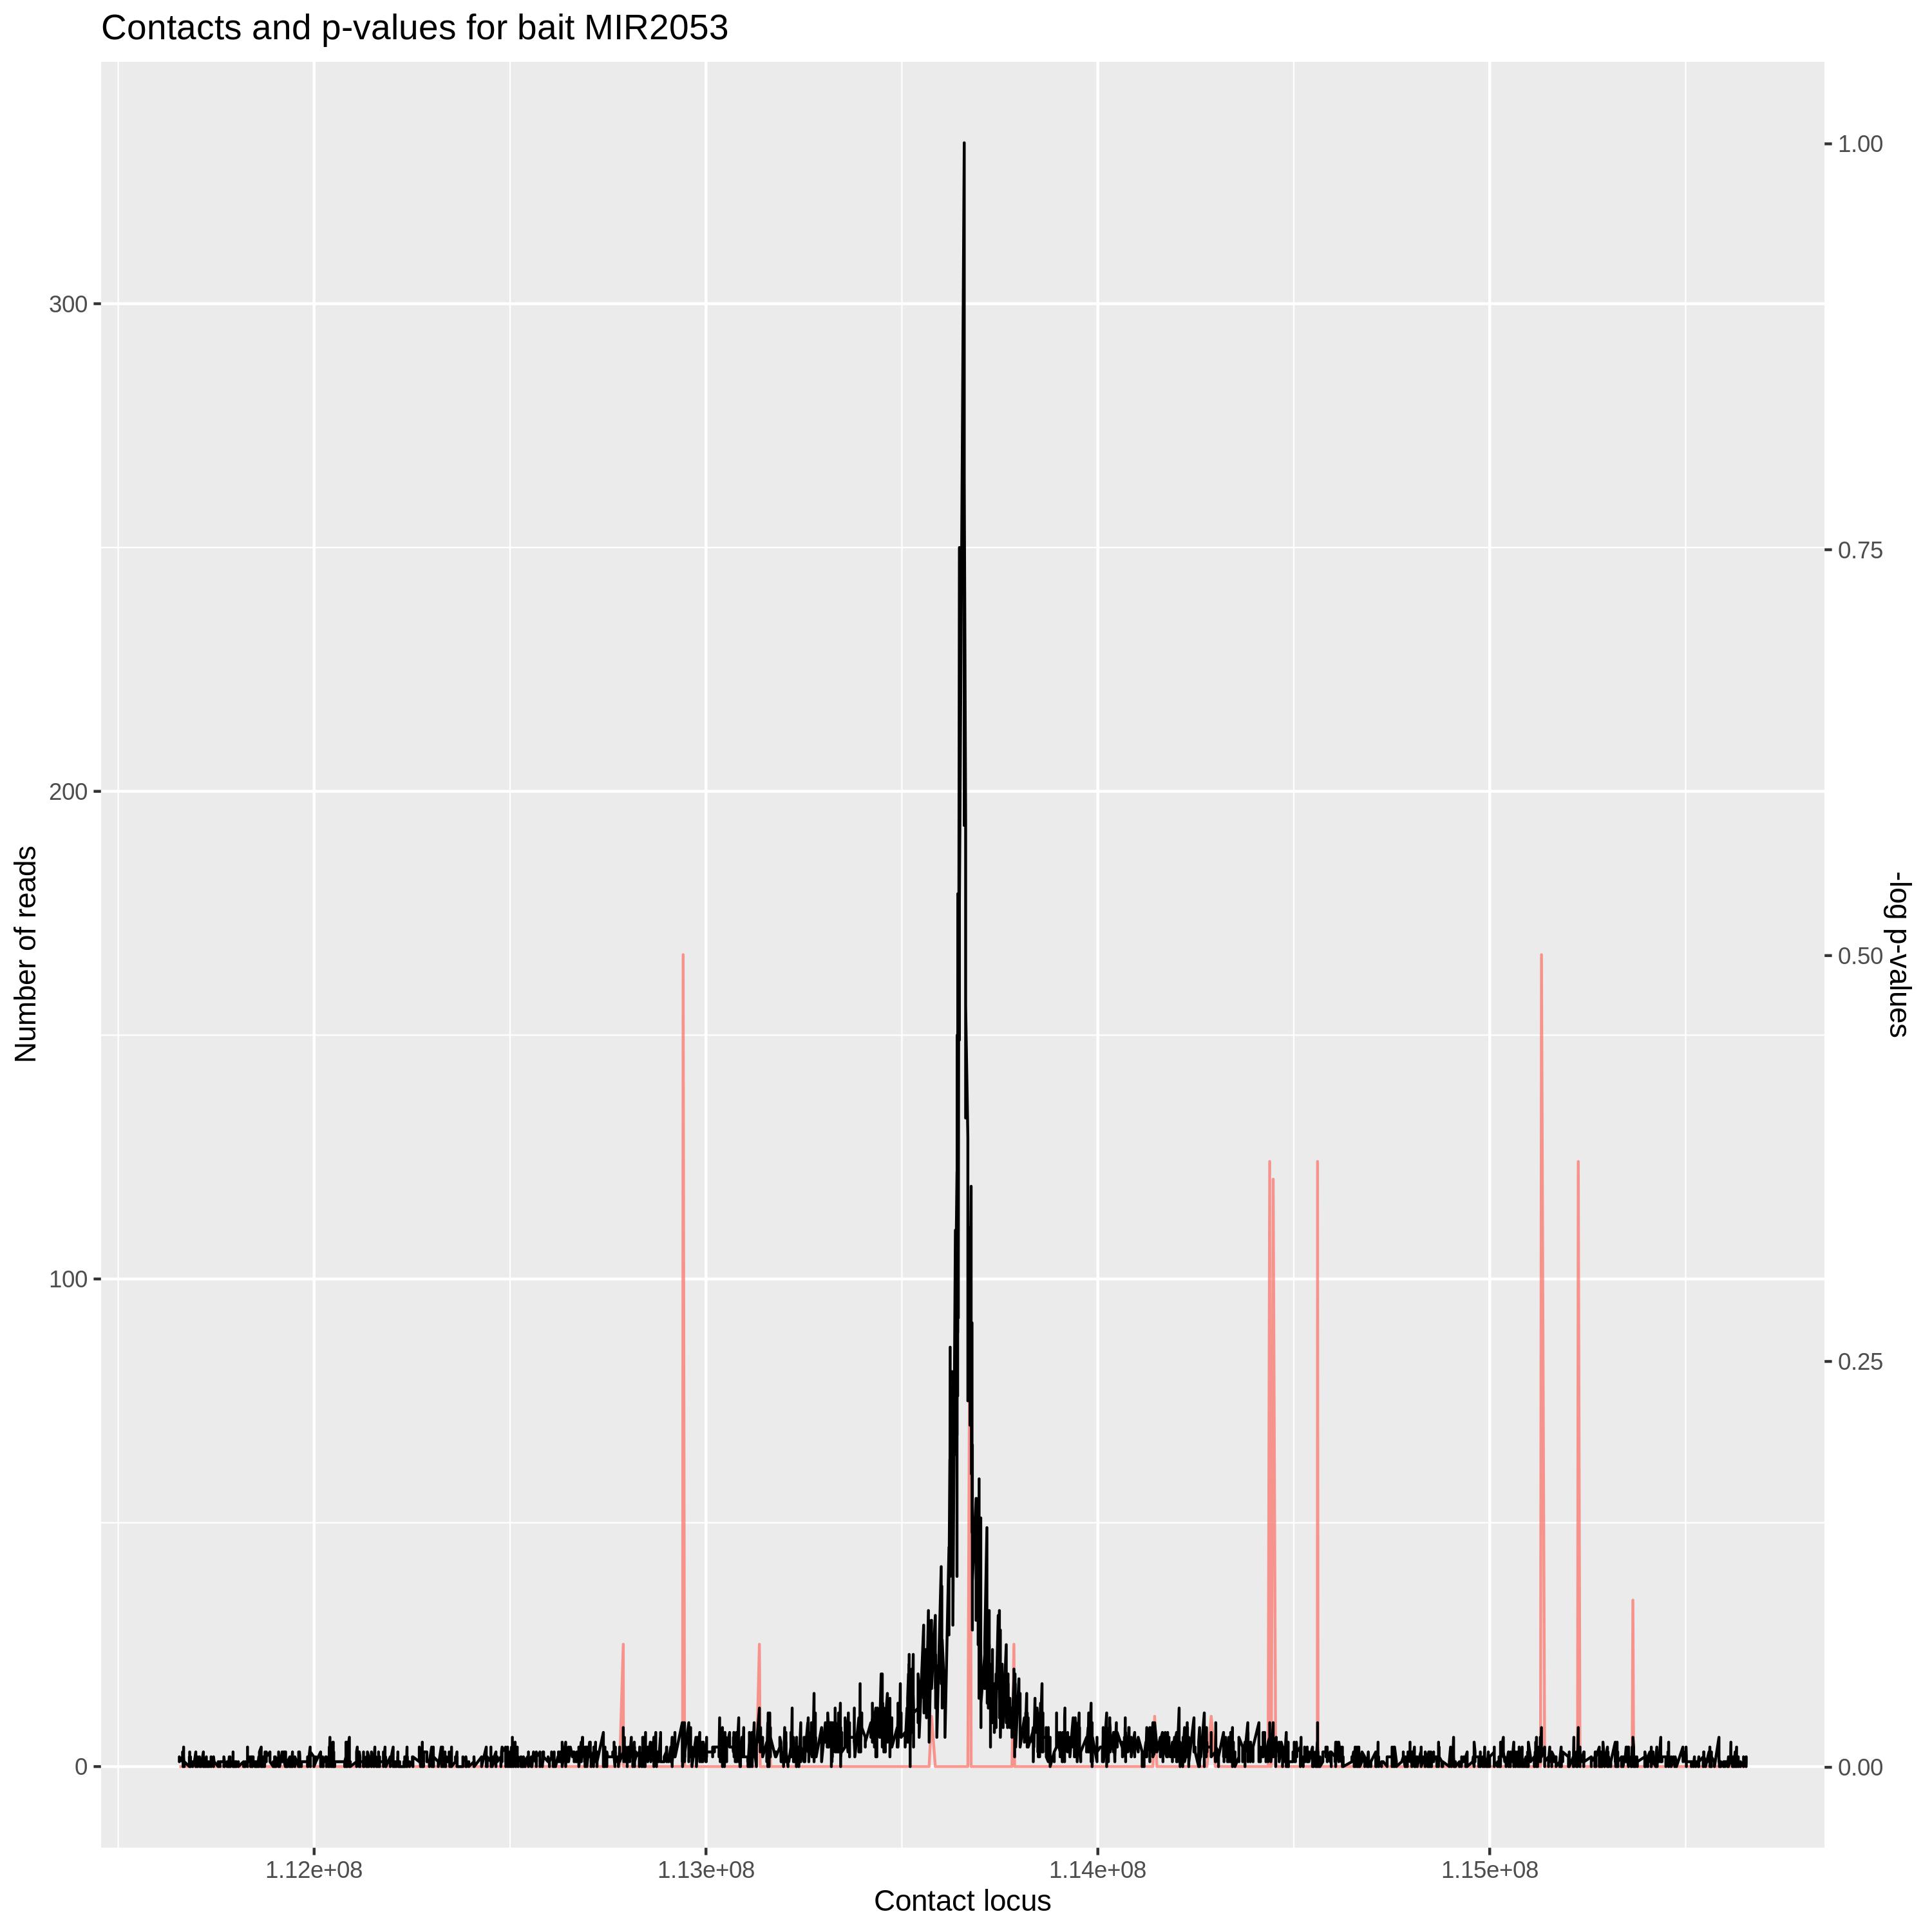 Contacts and p-values for bait MIR2053
300
200
100
0
Number of reads
1.00
0.75
0.50
0.25
0.00
-log p-values
1.12e+08
1.13e+08
1.14e+08
1.15e+08
Contact locus